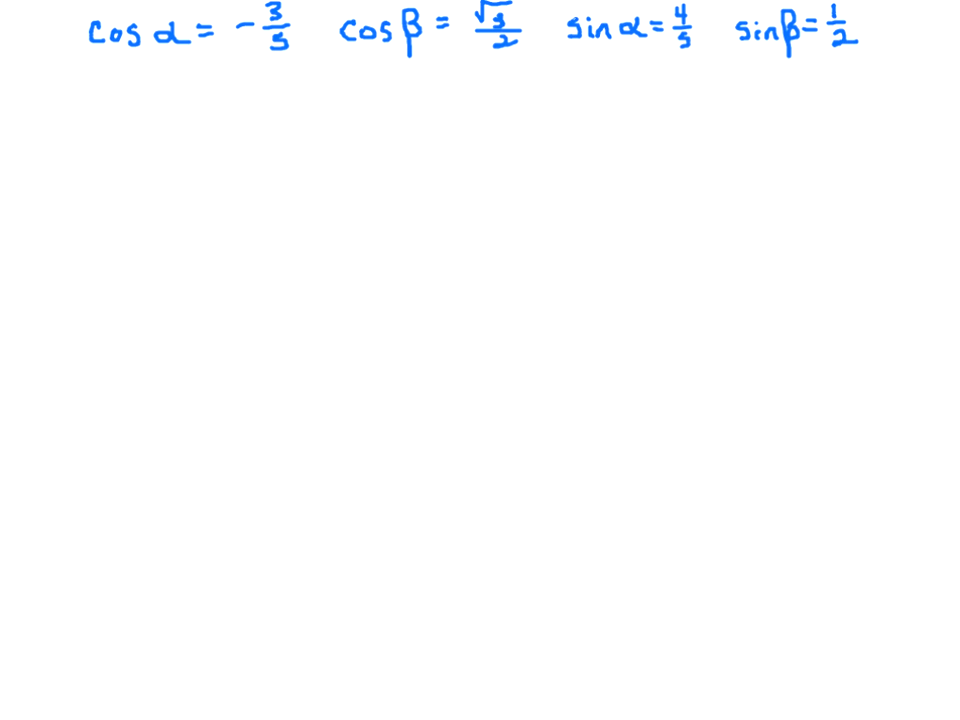 cos α = - 3/5 cos β = √3/2 sin α = 4/5 sin β = 1/2